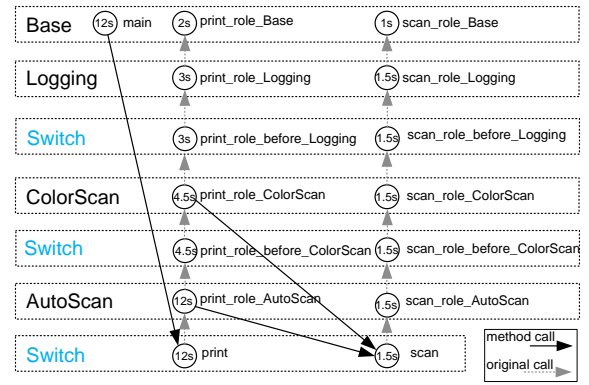 Base 12s main 2s print_role_Base 1s scan_role_Base
Logging 3s print_role_Logging 1.5s scan_role_Logging
Switch 3s print_role_before_Logging 1.5s scan_role_before_Logging
ColorScan 4.5s print_role_ColorScan 1.5s scan_role_ColorScan
Switch 4.5s print_role_before_ColorScan 1.5s scan_role_before_ColorScan
AutoScan 12s print_role_AutoScan 1.5s scan_role_AutoScan
Switch 12s print 1.5s scan
method call
original call